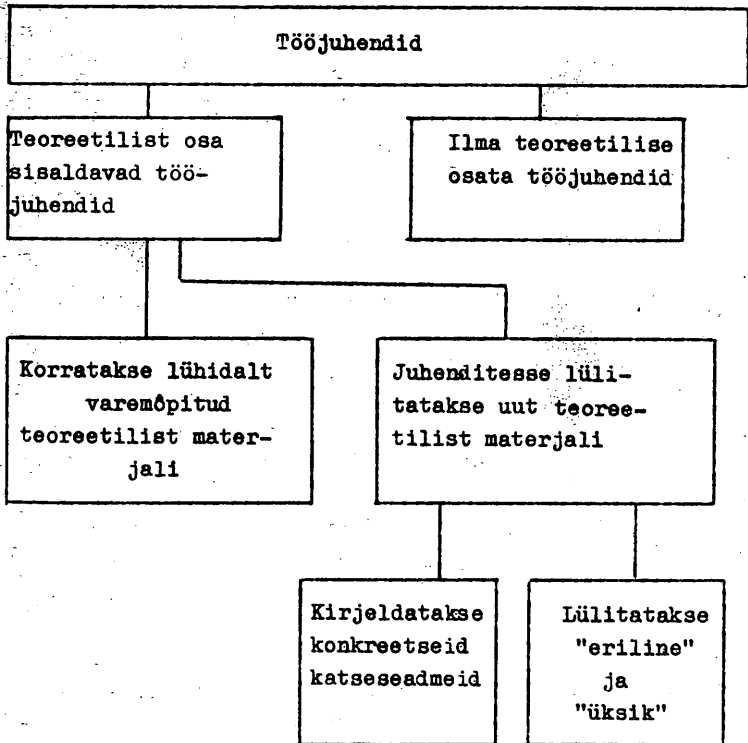 Tööjuhendid
Teoreetilist osa
sisaldavad töö-
juhendid
Ilma teoreetilise
osata tööjuhendid
Korratakse lühidalt
varemõpitud
teoreetilist mater-
jali
Juhenditesse lüli-
tatakse uut teoree-
tilist materjali
Kirjeldatakse
konkreetseid
katseseadmeid
Lülitatakse
"eriline"
ja
"üksik"